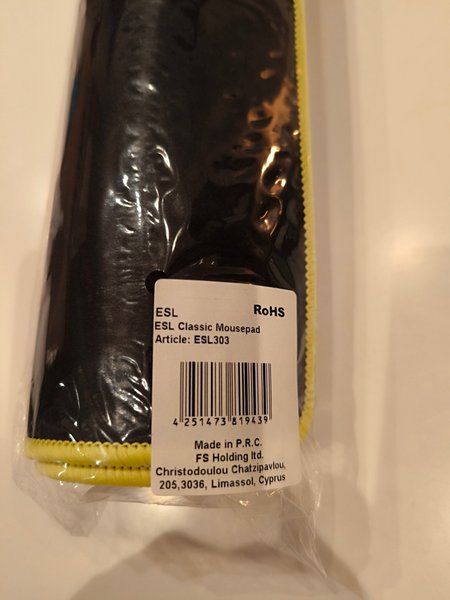 ESL RoHS
ESL Classic Mousepad
Article: ESL303
4 251473 819439
Made in P.R.C.
FS Holding ltd.
Christodoulou Chatzipavlou,
205,3036, Limassol, Cyprus